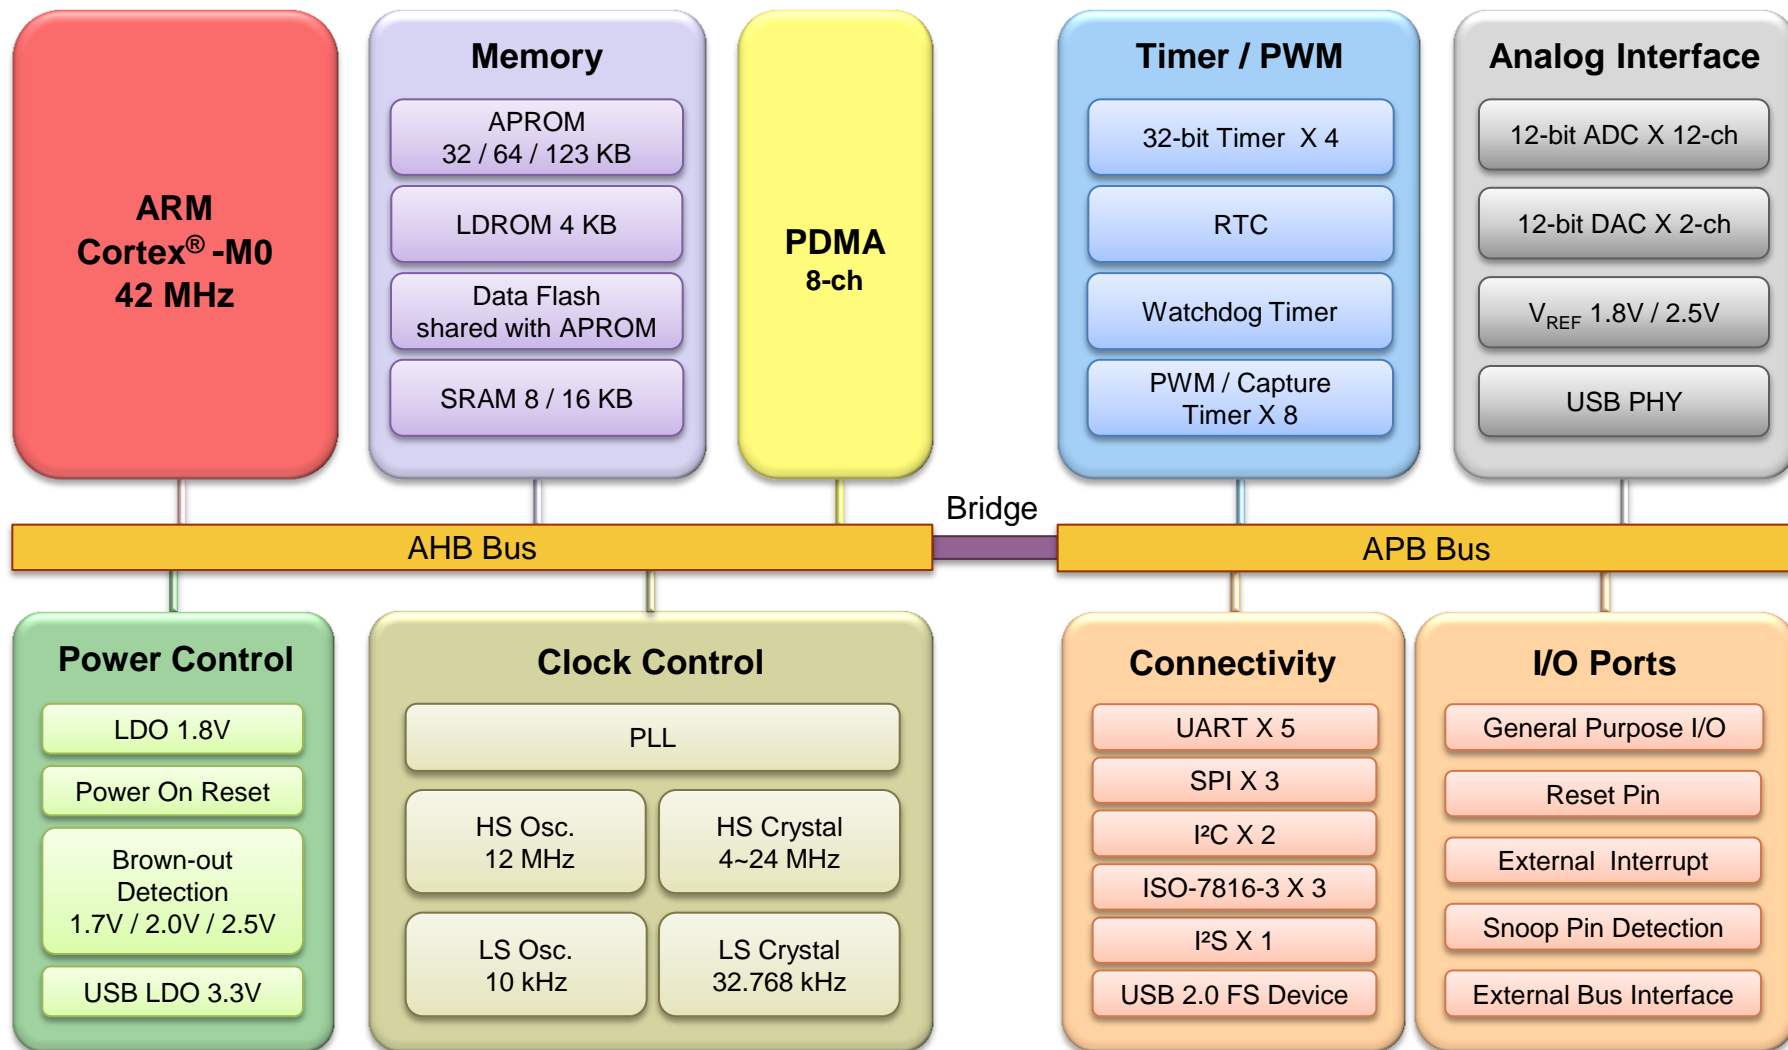 ARM
Cortex® -M0
42 MHz
Memory
APROM
32 / 64 / 123 KB
LDROM 4 KB
Data Flash
shared with APROM
SRAM 8 / 16 KB
PDMA
8-ch
Timer / PWM
32-bit Timer X 4
RTC
Watchdog Timer
PWM / Capture
Timer X 8
Analog Interface
12-bit ADC X 12-ch
12-bit DAC X 2-ch
VREF 1.8V / 2.5V
USB PHY
AHB Bus
Bridge
APB Bus
Power Control
LDO 1.8V
Power On Reset
Brown-out
Detection
1.7V / 2.0V / 2.5V
USB LDO 3.3V
Clock Control
PLL
HS Osc.
12 MHz
HS Crystal
4~24 MHz
LS Osc.
10 kHz
LS Crystal
32.768 kHz
Connectivity
UART X 5
SPI X 3
I²C X 2
ISO-7816-3 X 3
I²S X 1
USB 2.0 FS Device
I/O Ports
General Purpose I/O
Reset Pin
External Interrupt
Snoop Pin Detection
External Bus Interface